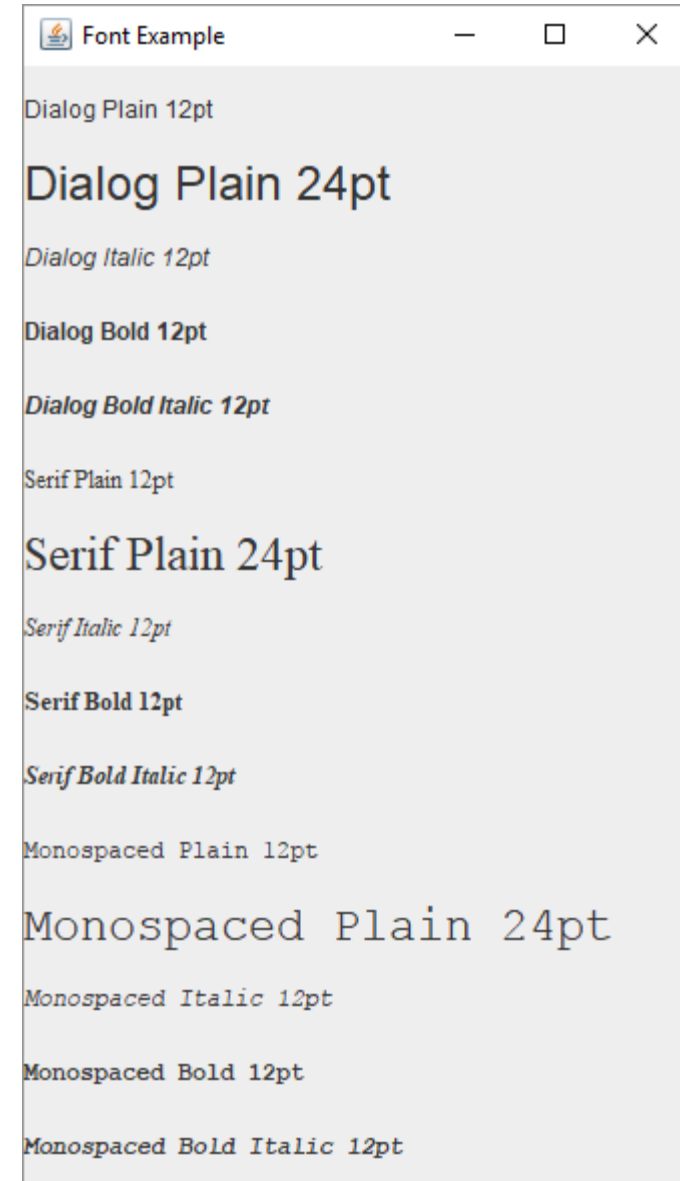 Font Example
Dialog Plain 12pt
Dialog Plain 24pt
Dialog Italic 12pt
Dialog Bold 12pt
Dialog Bold Italic 12pt
Serif Plain 12pt
Serif Plain 24pt
Serif Italic 12pt
Serif Bold 12pt
Serif Bold Italic 12pt
Monospaced Plain 12pt
Monospaced Plain 24pt
Monospaced Italic 12pt
Monospaced Bold 12pt
Monospaced Bold Italic 12pt